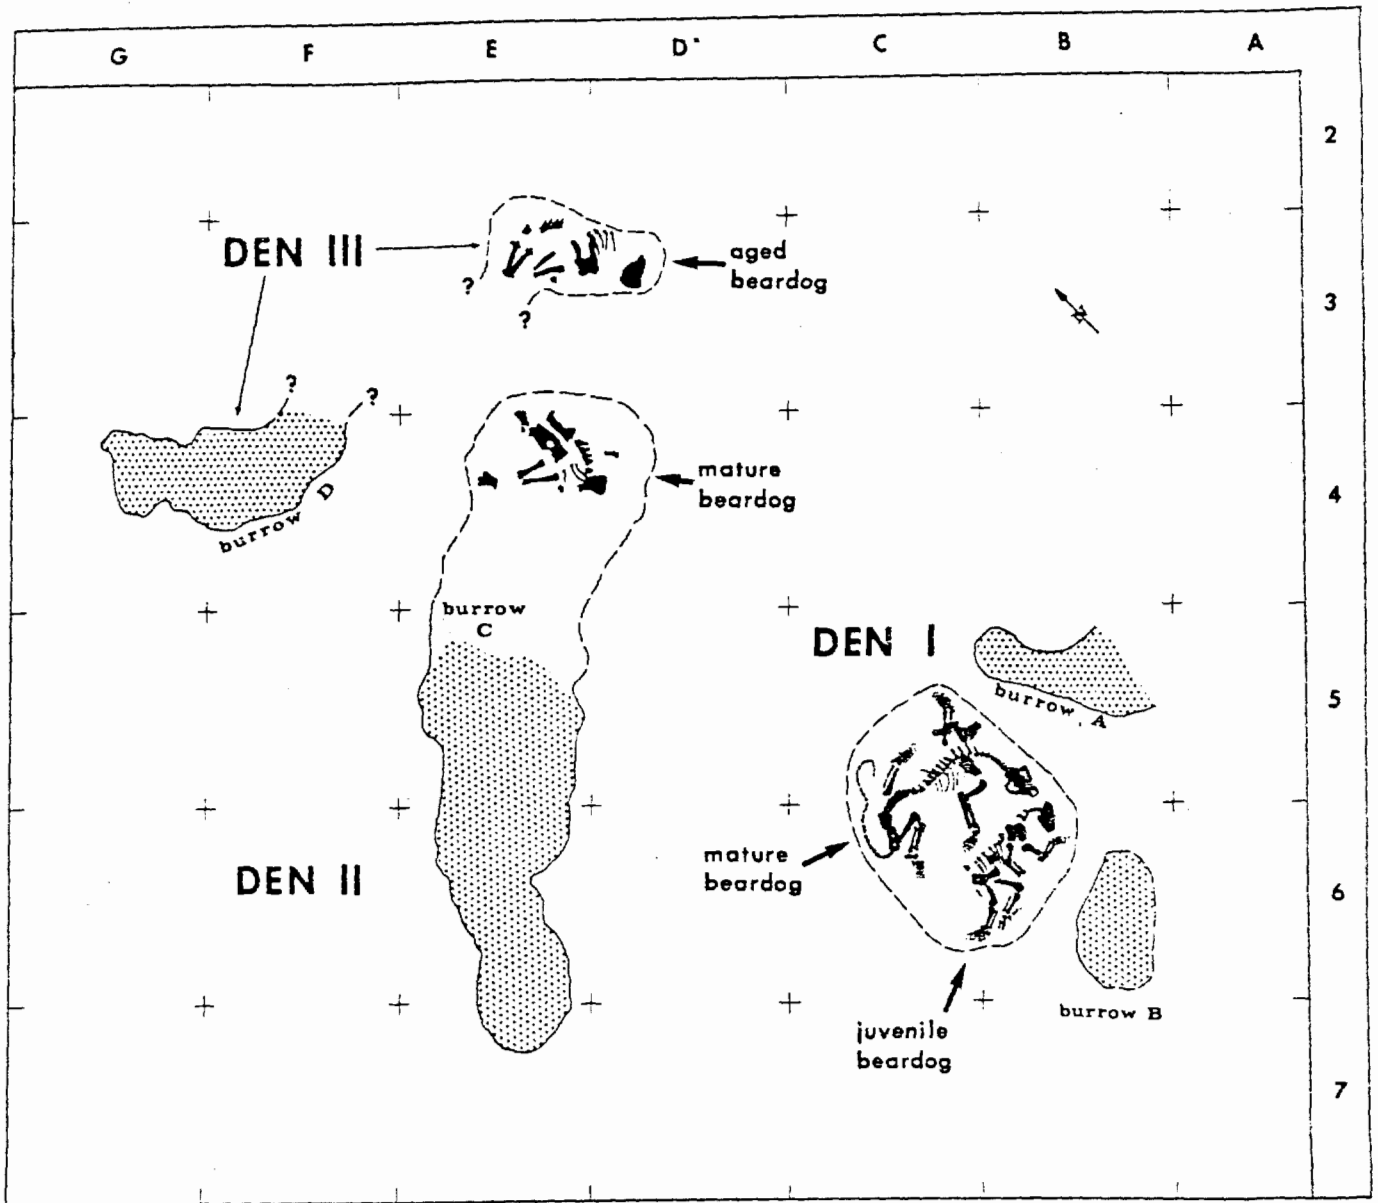 G F E D C B A
2
DEN III
aged
beardog
3
?
?
N
?
?
mature
beardog
4
burrow D
burrow
C
DEN I
burrow A
5
mature
beardog
DEN II
6
burrow B
juvenile
beardog
7